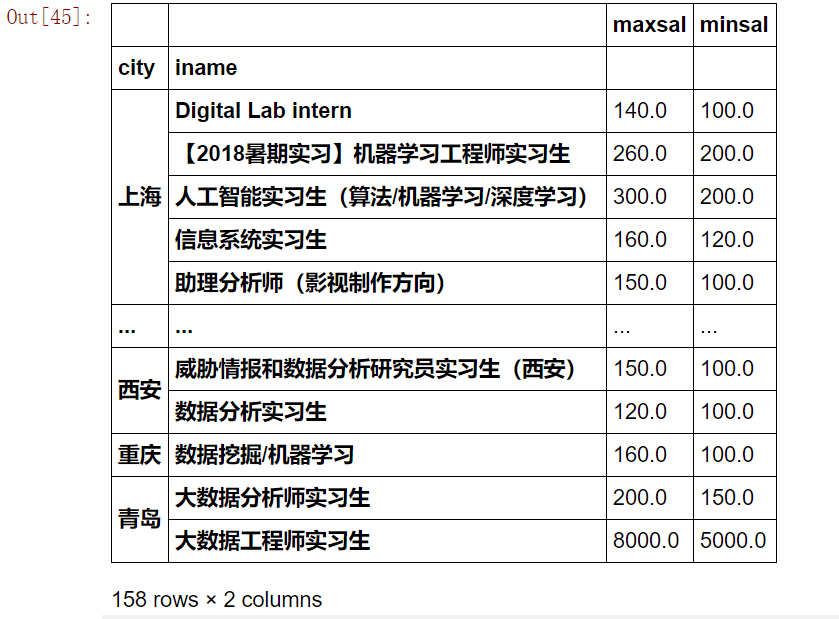 Out[45]:
maxsal minsal
city iname
上海 Digital Lab intern 140.0 100.0
【2018暑期实习】机器学习工程师实习生 260.0 200.0
人工智能实习生（算法/机器学习/深度学习） 300.0 200.0
信息系统实习生 160.0 120.0
助理分析师（影视制作方向） 150.0 100.0
... ... ... ...
西安 威胁情报和数据分析研究员实习生（西安） 150.0 100.0
数据分析实习生 120.0 100.0
重庆 数据挖掘/机器学习 160.0 100.0
青岛 大数据分析师实习生 200.0 150.0
大数据工程师实习生 8000.0 5000.0
158 rows × 2 columns